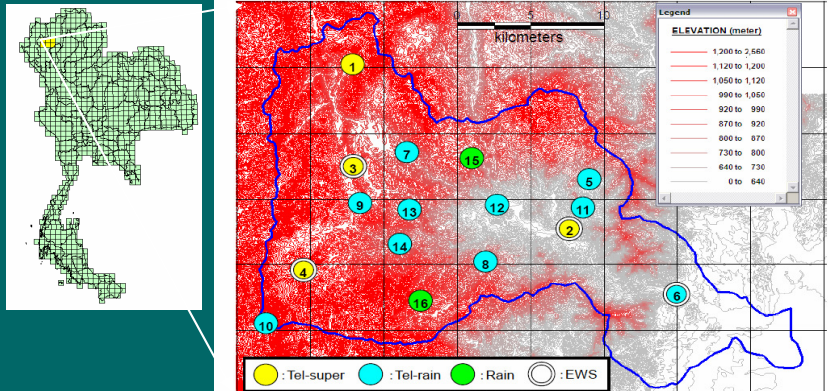 Legend
ELEVATION (meter)
1,200 to 2,660
1,120 to 1,200
1,050 to 1,120
990 to 1,050
920 to 990
870 to 920
800 to 870
730 to 800
640 to 730
0 to 640
0 5 10
kilometers
1
7
15
3
5
9
13
12
11
2
14
8
4
6
16
10
: Tel-super : Tel-rain : Rain : EWS